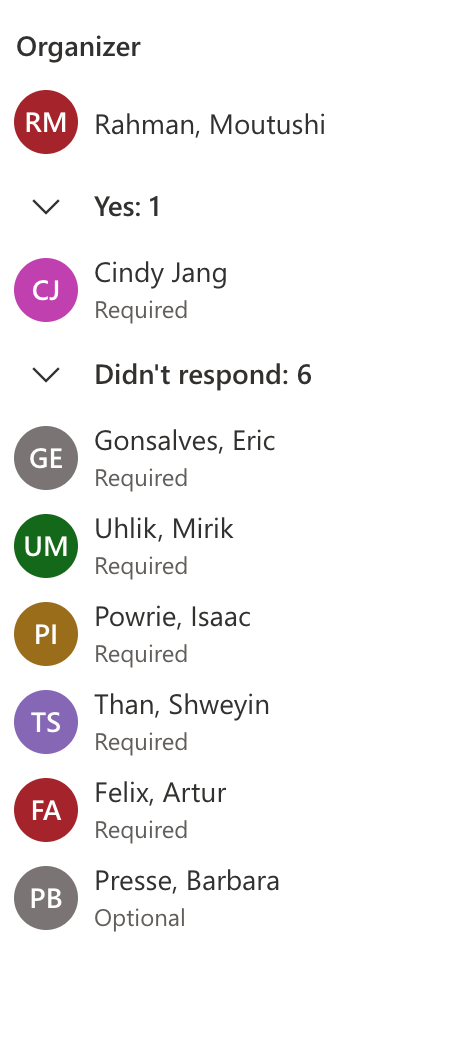 Organizer
RM
Rahman, Moutushi
Yes: 1
CJ
Cindy Jang
Required
Didn't respond: 6
GE
Gonsalves, Eric
Required
UM
Uhlik, Mirik
Required
PI
Powrie, Isaac
Required
TS
Than, Shweyin
Required
FA
Felix, Artur
Required
PB
Presse, Barbara
Optional